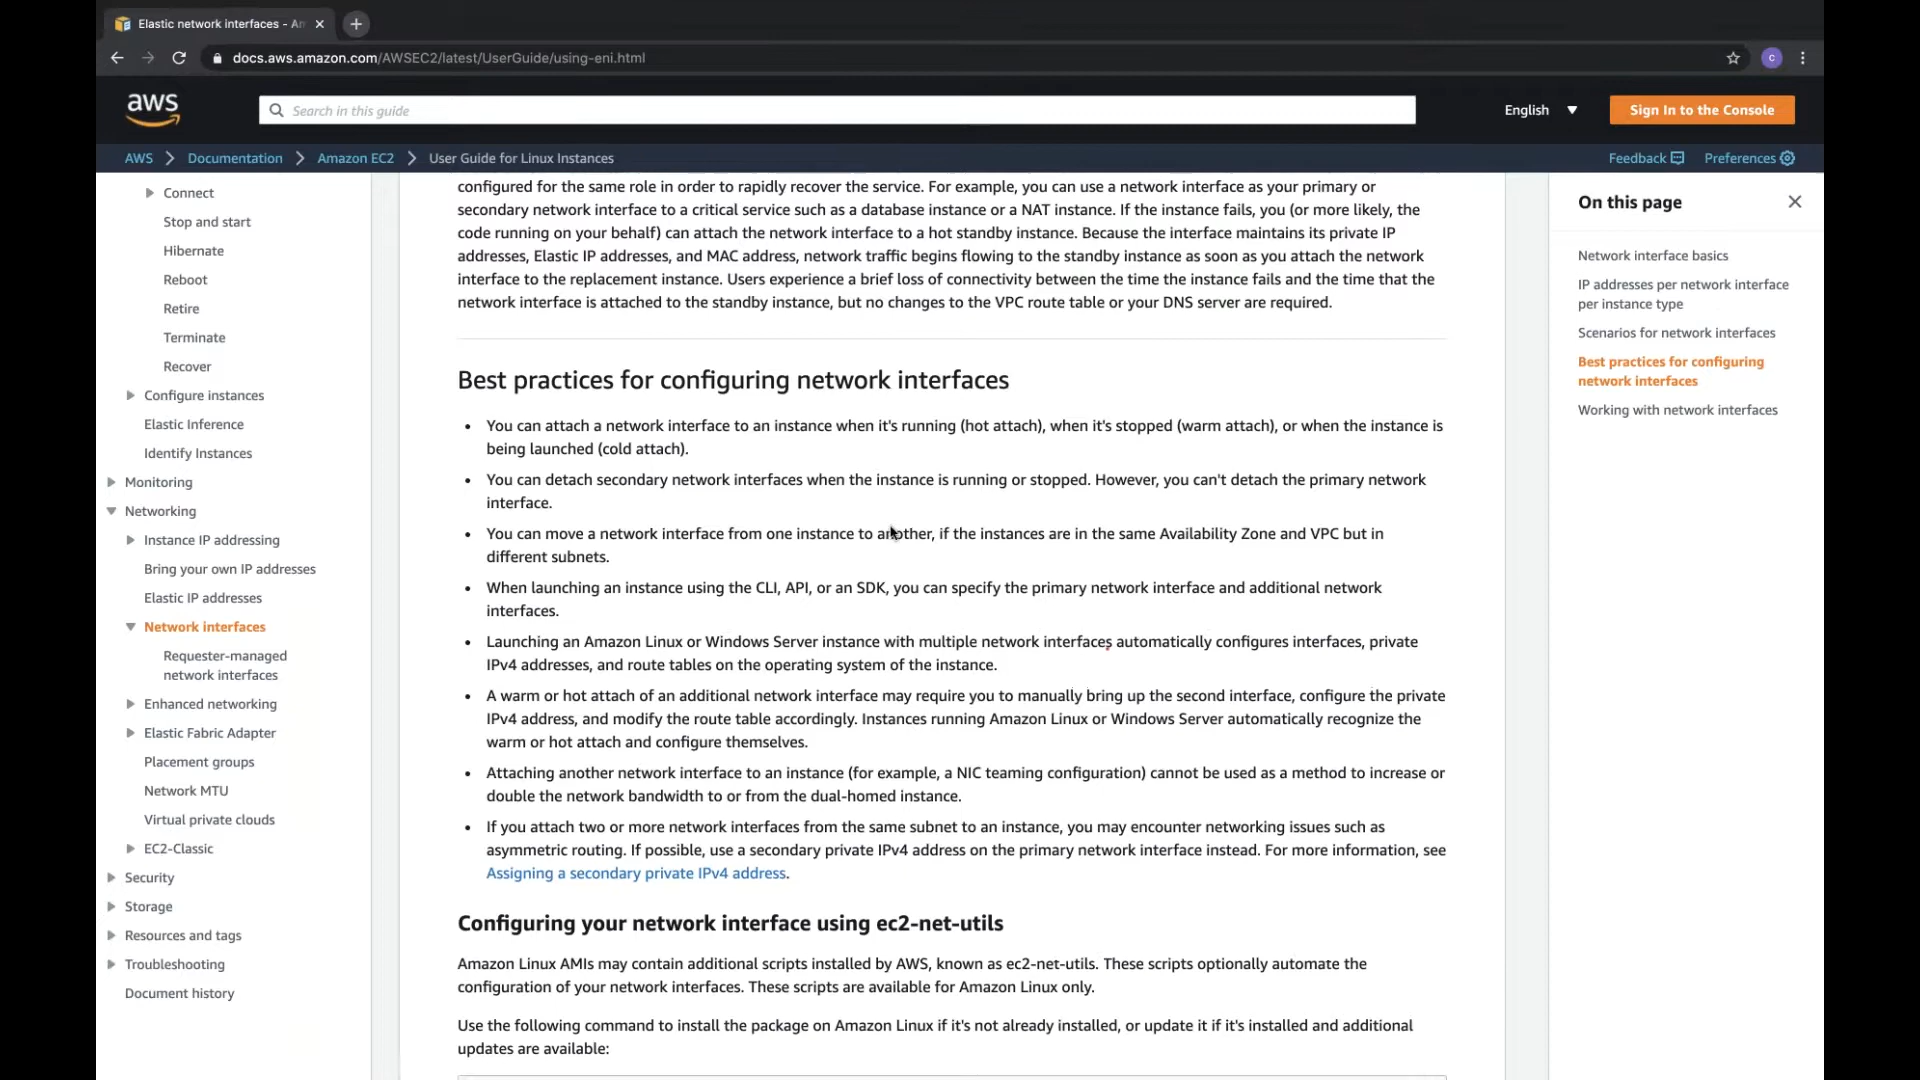 Elastic network interfaces - Am
docs.aws.amazon.com/AWSEC2/latest/UserGuide/using-eni.html
C
aws
Search in this guide
English
Sign In to the Console
AWS
Documentation
Amazon EC2
User Guide for Linux Instances
Feedback
Preferences
Connect
Stop and start
Hibernate
Reboot
Retire
Terminate
Recover
Configure instances
Elastic Inference
Identify Instances
Monitoring
Networking
Instance IP addressing
Bring your own IP addresses
Elastic IP addresses
Network interfaces
Requester-managed
network interfaces
Enhanced networking
Elastic Fabric Adapter
Placement groups
Network MTU
Virtual private clouds
EC2-Classic
Security
Storage
Resources and tags
Troubleshooting
Document history
configured for the same role in order to rapidly recover the service. For example, you can use a network interface as your primary or
secondary network interface to a critical service such as a database instance or a NAT instance. If the instance fails, you (or more likely, the
code running on your behalf) can attach the network interface to a hot standby instance. Because the interface maintains its private IP
addresses, Elastic IP addresses, and MAC address, network traffic begins flowing to the standby instance as soon as you attach the network
interface to the replacement instance. Users experience a brief loss of connectivity between the time the instance fails and the time that the
network interface is attached to the standby instance, but no changes to the VPC route table or your DNS server are required.
Best practices for configuring network interfaces
• You can attach a network interface to an instance when it's running (hot attach), when it's stopped (warm attach), or when the instance is
being launched (cold attach).
• You can detach secondary network interfaces when the instance is running or stopped. However, you can't detach the primary network
interface.
• You can move a network interface from one instance to another, if the instances are in the same Availability Zone and VPC but in
different subnets.
• When launching an instance using the CLI, API, or an SDK, you can specify the primary network interface and additional network
interfaces.
• Launching an Amazon Linux or Windows Server instance with multiple network interfaces automatically configures interfaces, private
IPv4 addresses, and route tables on the operating system of the instance.
• A warm or hot attach of an additional network interface may require you to manually bring up the second interface, configure the private
IPv4 address, and modify the route table accordingly. Instances running Amazon Linux or Windows Server automatically recognize the
warm or hot attach and configure themselves.
• Attaching another network interface to an instance (for example, a NIC teaming configuration) cannot be used as a method to increase or
double the network bandwidth to or from the dual-homed instance.
• If you attach two or more network interfaces from the same subnet to an instance, you may encounter networking issues such as
asymmetric routing. If possible, use a secondary private IPv4 address on the primary network interface instead. For more information, see
Assigning a secondary private IPv4 address.
Configuring your network interface using ec2-net-utils
Amazon Linux AMIs may contain additional scripts installed by AWS, known as ec2-net-utils. These scripts optionally automate the
configuration of your network interfaces. These scripts are available for Amazon Linux only.
Use the following command to install the package on Amazon Linux if it's not already installed, or update it if it's installed and additional
updates are available:
On this page
Network interface basics
IP addresses per network interface
per instance type
Scenarios for network interfaces
Best practices for configuring
network interfaces
Working with network interfaces